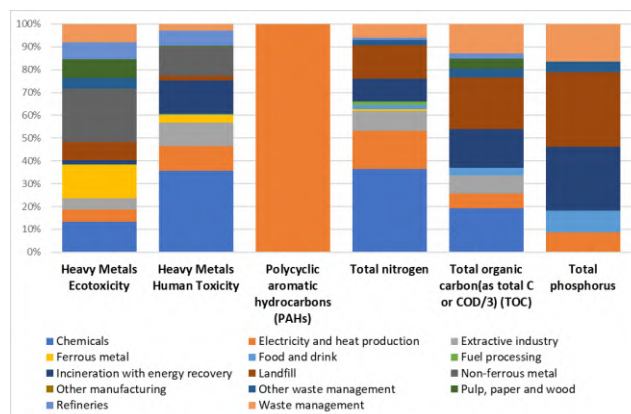 100%
90%
80%
70%
60%
50%
40%
30%
20%
10%
0%
Heavy Metals
Ecotoxicity
Heavy Metals
Human Toxicity
Polycyclic
aromatic
hydrocarbons
(PAHs)
Total nitrogen
Total organic
carbon(as total C
or COD/3) (TOC)
Total
phosphorus
Chemicals
Electricity and heat production
Extractive industry
Ferrous metal
Food and drink
Fuel processing
Incineration with energy recovery
Landfill
Non-ferrous metal
Other manufacturing
Other waste management
Pulp, paper and wood
Refineries
Waste management